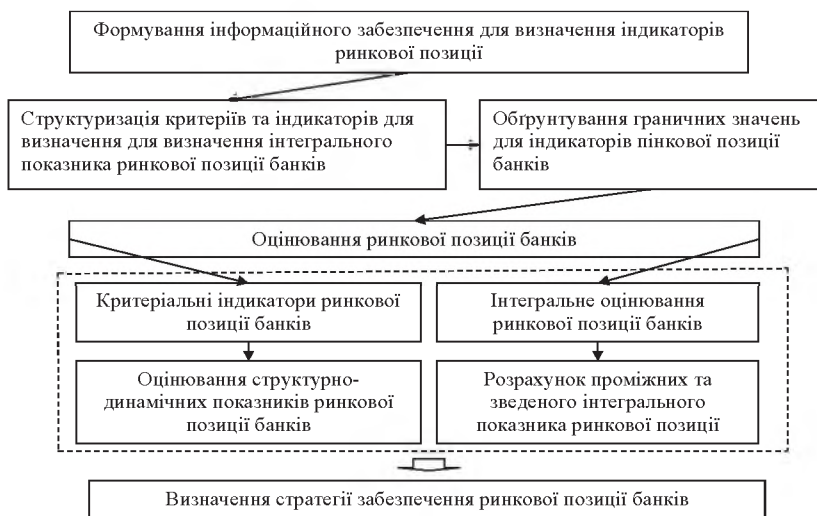 Формування інформаційного забезпечення для визначення індикаторів
ринкової позиції
Структуризація критеріїв та індикаторів для
визначення для визначення інтегрального
показника ринкової позиції банків
Обґрунтування граничних значень
для індикаторів пінкової позиції
банків
Оцінювання ринкової позиції банків
Критеріальні індикатори ринкової
позиції банків
Інтегральне оцінювання
ринкової позиції банків
Оцінювання структурно-
динамічних показників ринкової
позиції банків
Розрахунок проміжних та
зведеного інтегрального
показника ринкової позиції
Визначення стратегії забезпечення ринкової позиції банків